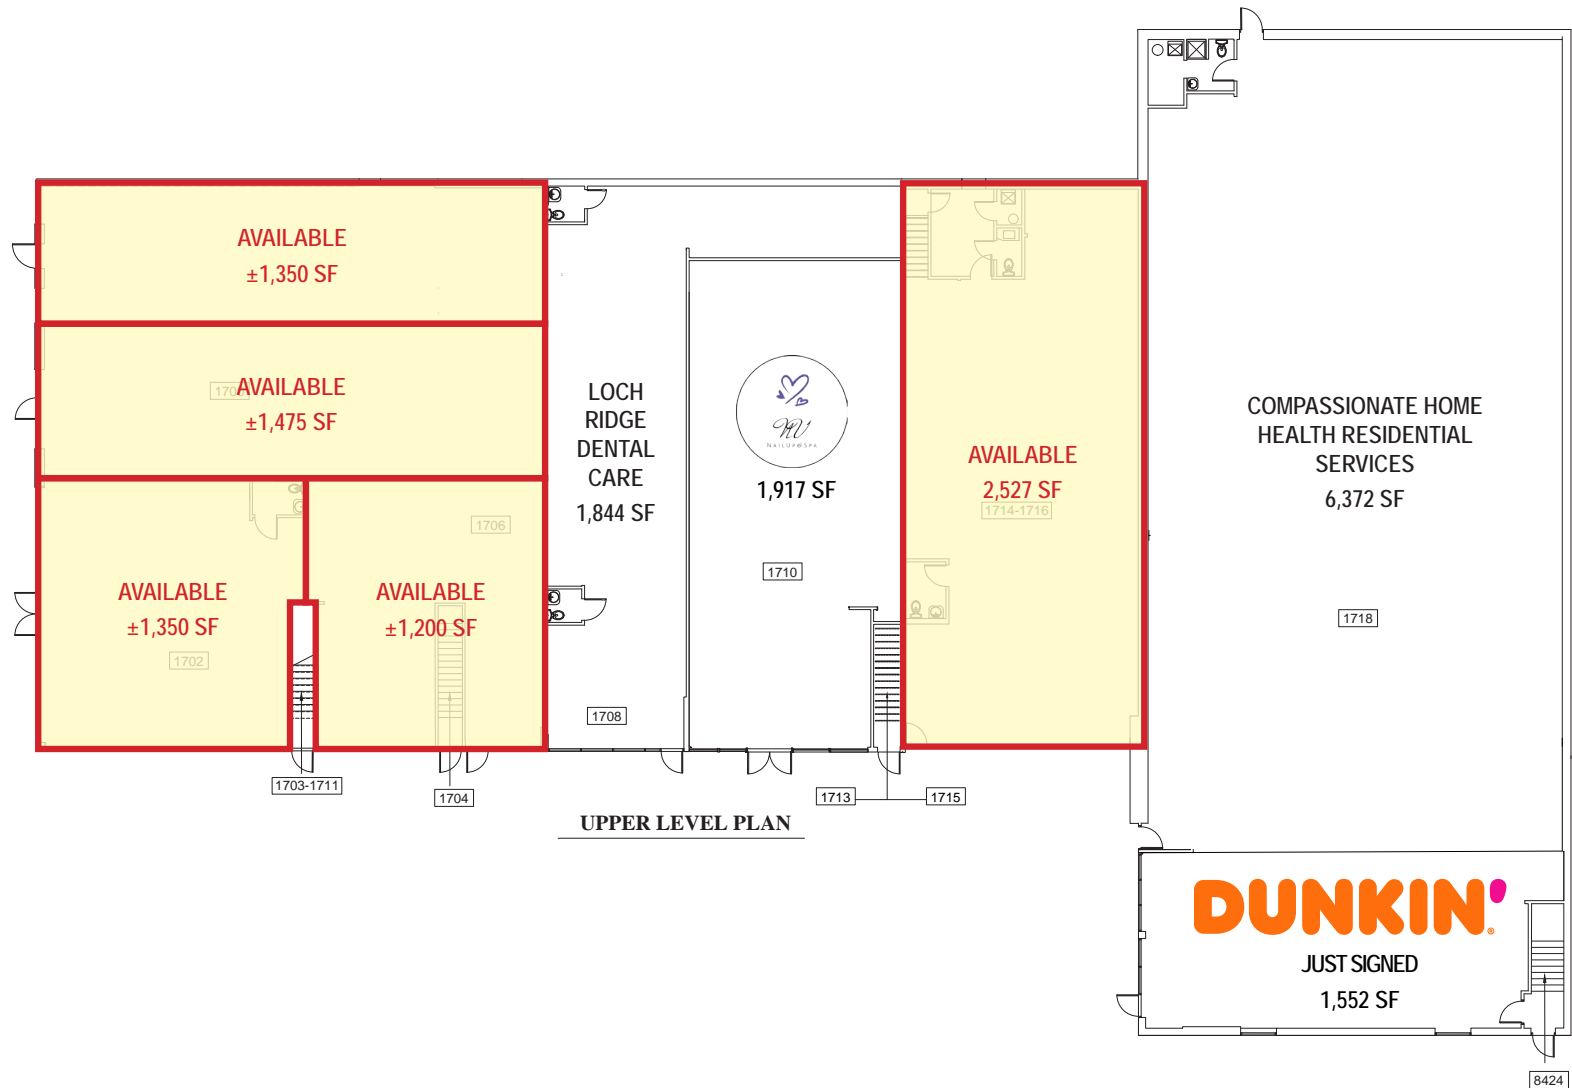 AVAILABLE
±1,350 SF
AVAILABLE
±1,475 SF
AVAILABLE
±1,350 SF
1702
AVAILABLE
±1,200 SF
1706
1703-1711
1704
LOCH
RIDGE
DENTAL
CARE
1,844 SF
1708
NAILUP@SPA
1,917 SF
1710
1713
1715
AVAILABLE
2,527 SF
1714-1716
COMPASSIONATE HOME
HEALTH RESIDENTIAL
SERVICES
6,372 SF
1718
UPPER LEVEL PLAN
DUNKIN'
JUST SIGNED
1,552 SF
8424